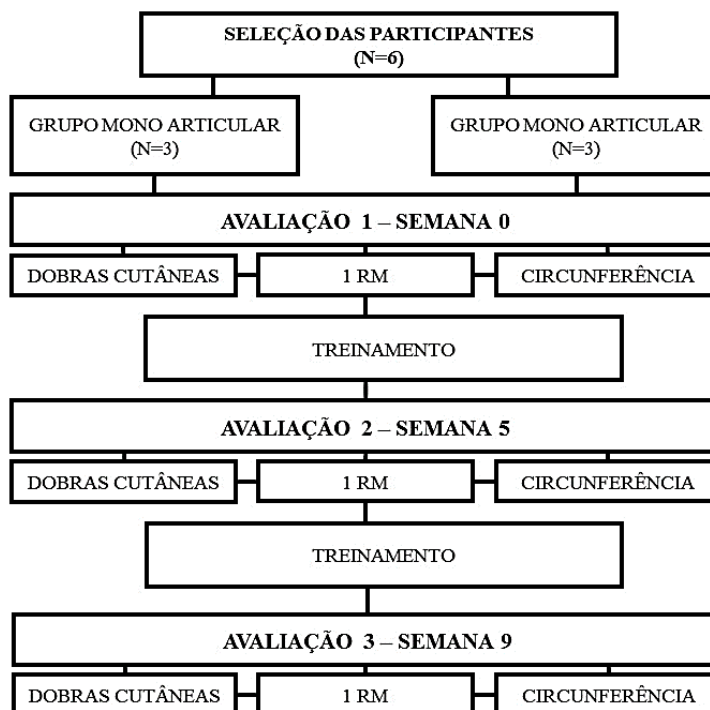 SELEÇÃO DAS PARTICIPANTES
(N=6)
GRUPO MONO ARTICULAR
(N=3)
GRUPO MONO ARTICULAR
(N=3)
AVALIAÇÃO 1 – SEMANA 0
DOBRAS CUTÂNEAS
1 RM
CIRCUNFERÊNCIA
TREINAMENTO
AVALIAÇÃO 2 – SEMANA 5
DOBRAS CUTÂNEAS
1 RM
CIRCUNFERÊNCIA
TREINAMENTO
AVALIAÇÃO 3 – SEMANA 9
DOBRAS CUTÂNEAS
1 RM
CIRCUNFERÊNCIA